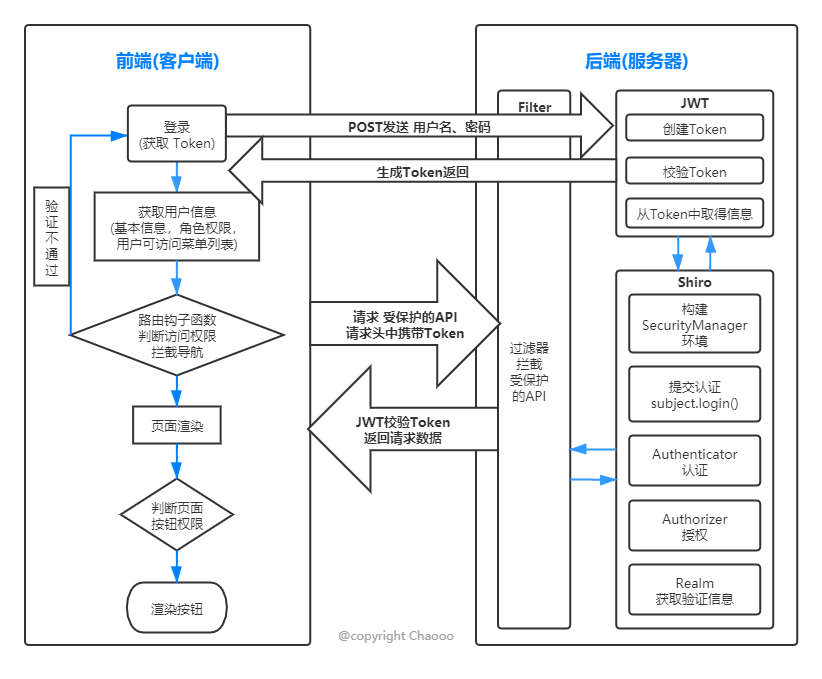 前端(客户端)
登录
(获取 Token)
获取用户信息
(基本信息，角色权限，
用户可访问菜单列表)
验
证
不
通
过
路由钩子函数
判断访问权限
拦截导航
页面渲染
判断页面
按钮权限
渲染按钮
POST发送 用户名、密码
生成Token返回
请求 受保护的API
请求头中携带Token
JWT校验Token
返回请求数据
后端(服务器)
Filter
过滤器
拦截
受保护
的API
JWT
创建Token
校验Token
从Token中取得信息
Shiro
构建
SecurityManager
环境
提交认证
subject.login()
Authenticator
认证
Authorizer
授权
Realm
获取验证信息
@copyright Chaooo